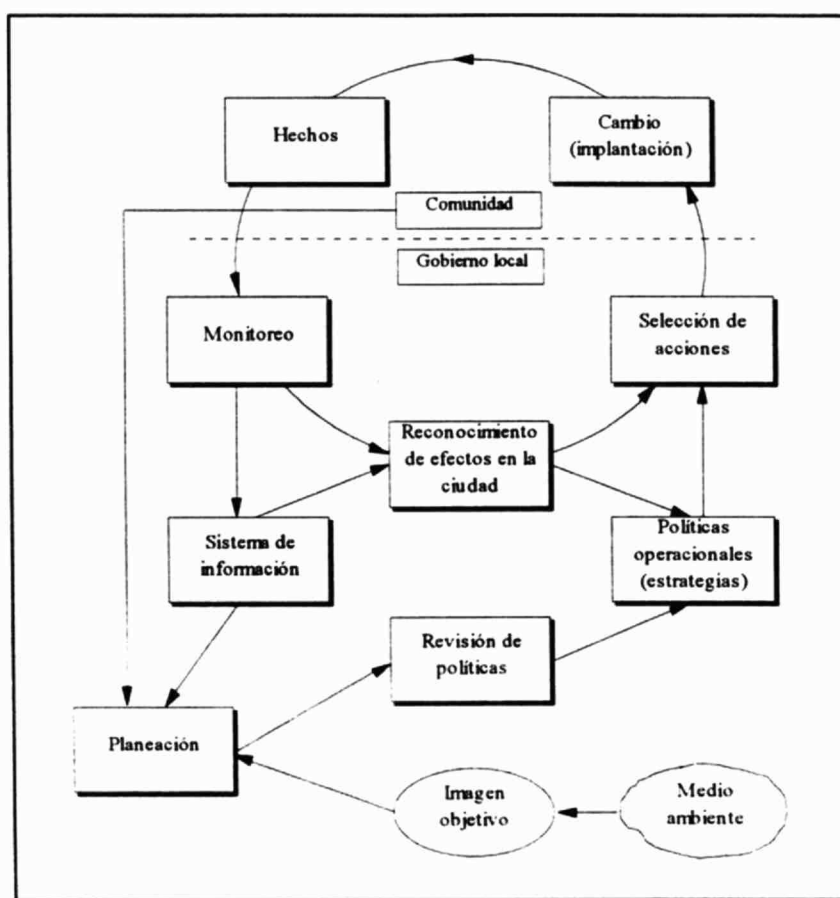 Hechos
Cambio
(implantación)
Comunidad
Gobierno local
Monitoreo
Selección de
acciones
Reconocimiento
de efectos en la
ciudad
Sistema de
información
Políticas
operacionales
(estrategias)
Revisión de
políticas
Planeación
Imagen
objetivo
Medio
ambiente